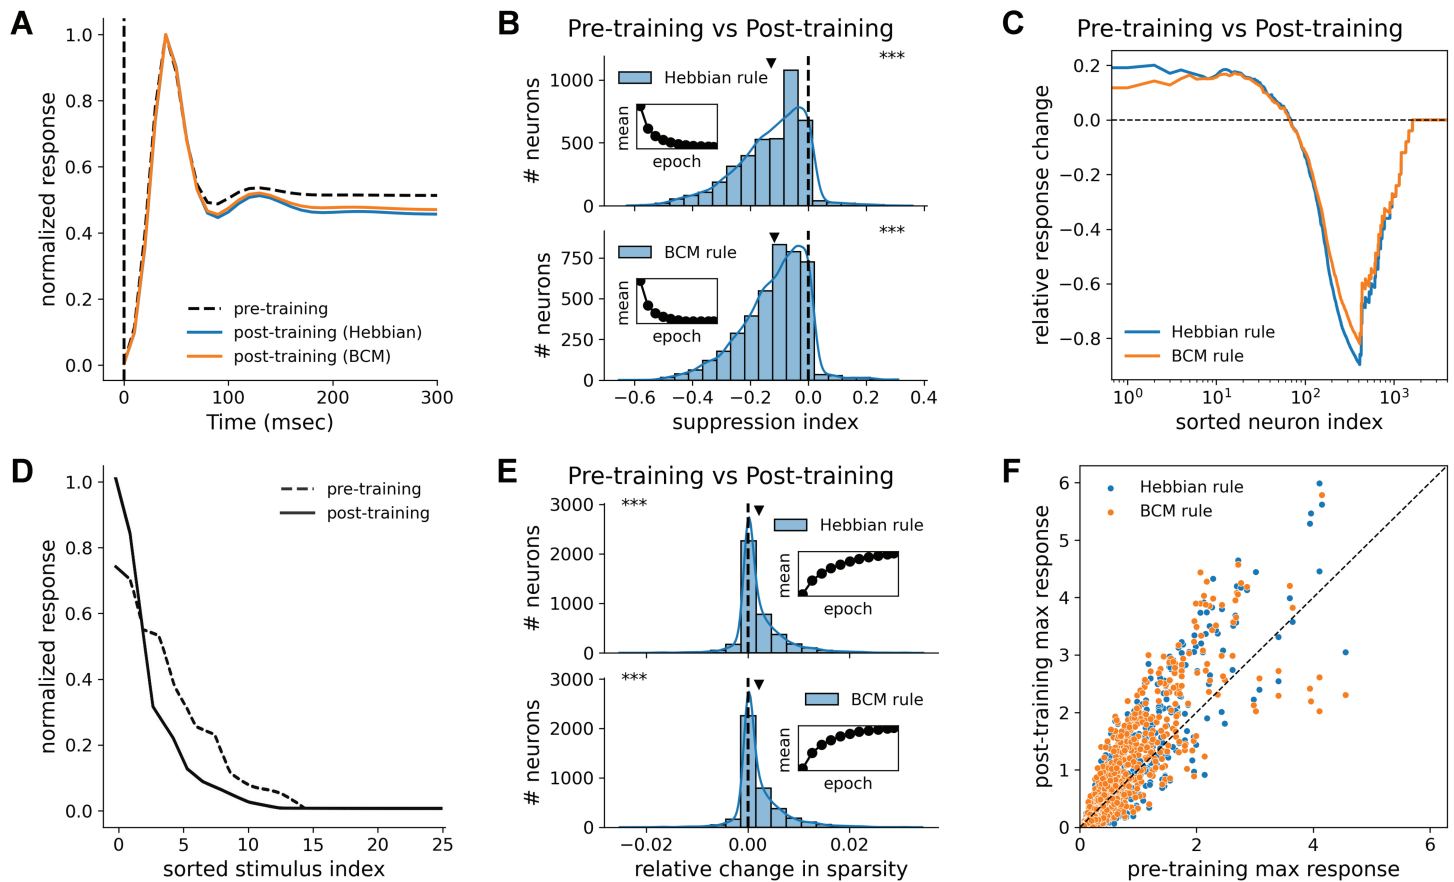 A
normalized response
1.0
0.8
0.6
0.4
0.2
0.0
pre-training
post-training (Hebbian)
post-training (BCM)
0
100
200
300
Time (msec)
B
Pre-training vs Post-training
***
Hebbian rule
mean
epoch
# neurons
1000
500
0
***
BCM rule
mean
epoch
# neurons
750
500
250
0
−0.6
−0.4
−0.2
0.0
0.2
0.4
suppression index
C
Pre-training vs Post-training
relative response change
0.2
0.0
−0.2
−0.4
−0.6
−0.8
Hebbian rule
BCM rule
10⁰
10¹
10²
10³
sorted neuron index
D
normalized response
1.0
0.8
0.6
0.4
0.2
0.0
pre-training
post-training
0
5
10
15
20
25
sorted stimulus index
E
Pre-training vs Post-training
***
Hebbian rule
mean
epoch
# neurons
3000
2000
1000
0
***
BCM rule
mean
epoch
# neurons
3000
2000
1000
0
−0.02
0.00
0.02
relative change in sparsity
F
post-training max response
6
5
4
3
2
1
0
Hebbian rule
BCM rule
0
2
4
6
pre-training max response